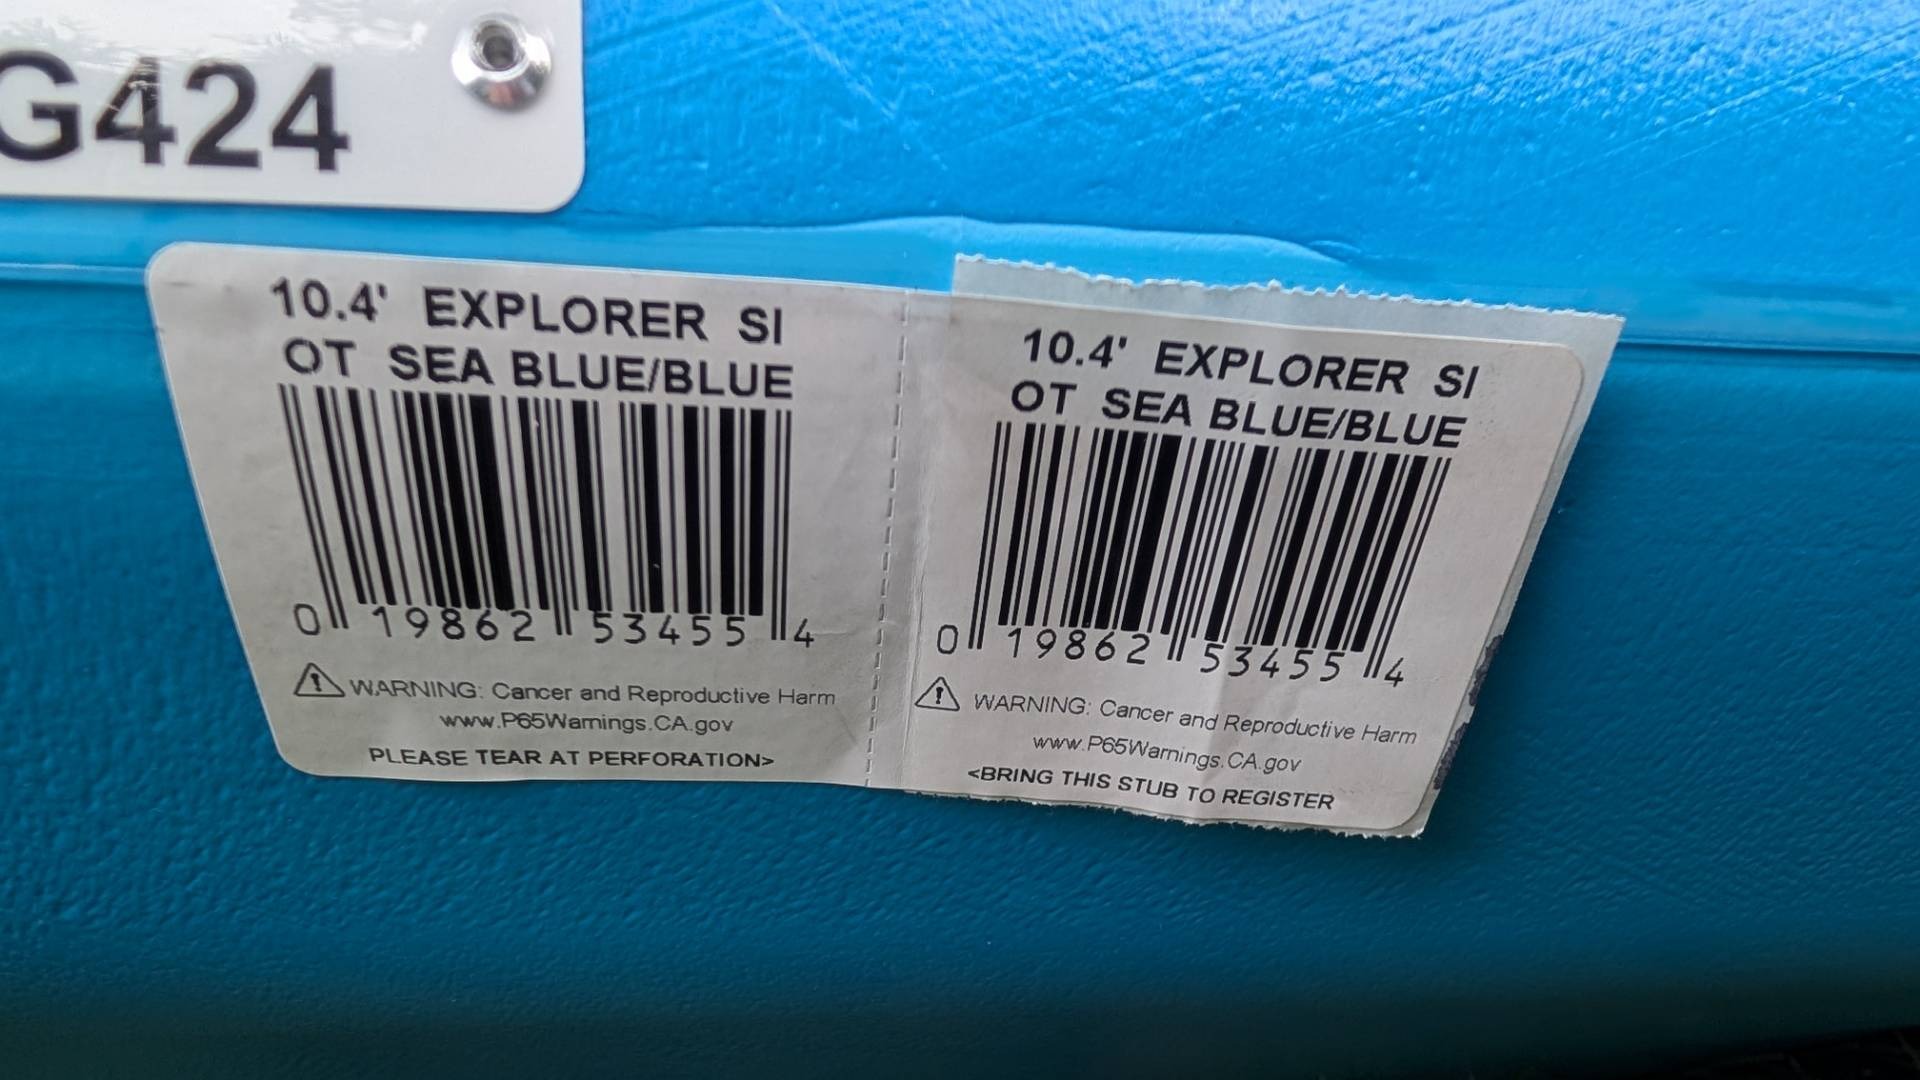 G424
10.4' EXPLORER SI
OT SEA BLUE/BLUE
0 19862 53455 4
WARNING: Cancer and Reproductive Harm
www.P65Warnings.CA.gov
PLEASE TEAR AT PERFORATION>
10.4' EXPLORER SI
OT SEA BLUE/BLUE
0 19862 53455 4
WARNING: Cancer and Reproductive Harm
www.P65Warnings.CA.gov
<BRING THIS STUB TO REGISTER